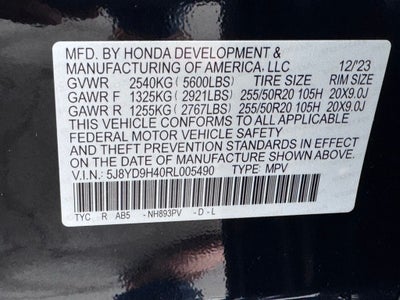 MFD. BY HONDA DEVELOPMENT &
MANUFACTURING OF AMERICA, LLC 12/'23
GVWR 2540KG (5600LBS) TIRE SIZE RIM SIZE
GAWR F 1325KG (2921LBS) 255/50R20 105H 20X9.0J
GAWR R 1255KG (2767LBS) 255/50R20 105H 20X9.0J
THIS VEHICLE CONFORMS TO ALL APPLICABLE
FEDERAL MOTOR VEHICLE SAFETY AND
THEFT PREVENTION STANDARDS IN EFFECT ON THE
DATE OF MANUFACTURE SHOWN ABOVE.
V.I.N.: 5J8YD9H40RL005490 TYPE: MPV
TYC R AB5 -NH893PV -D-L